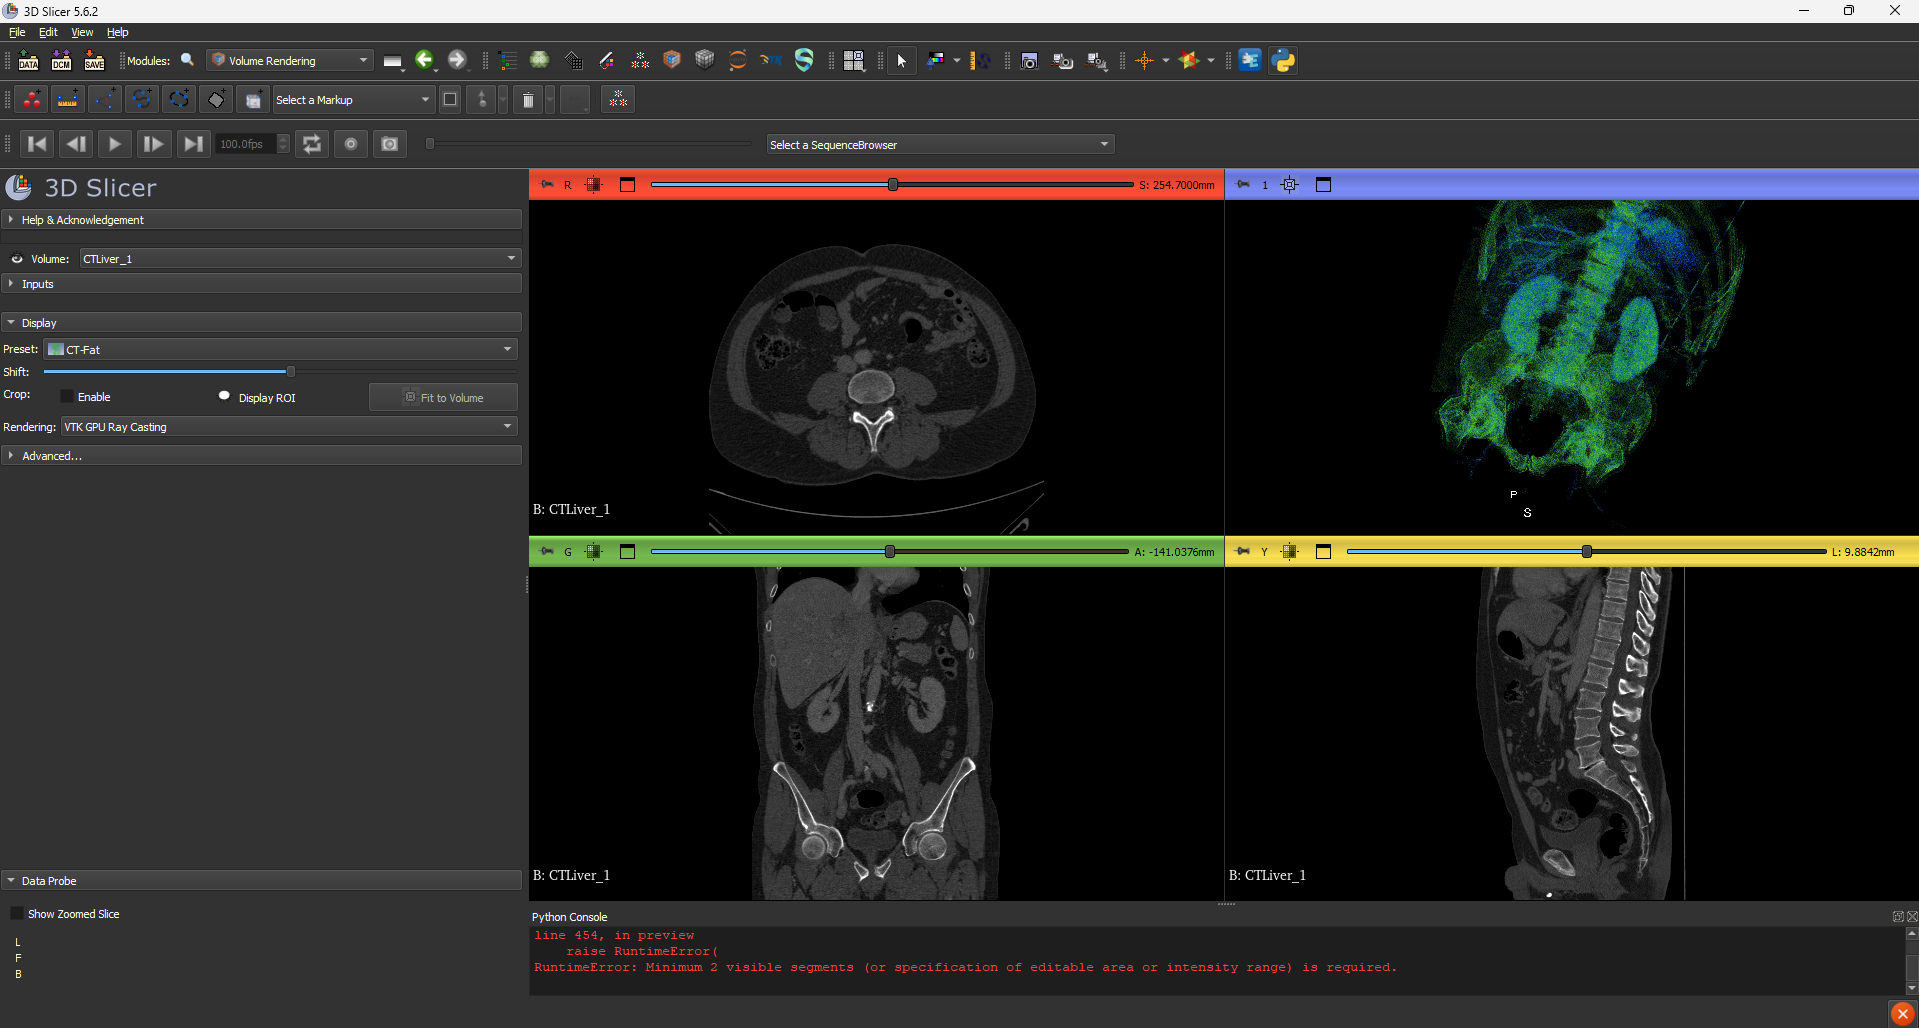 3D Slicer 5.6.2
File Edit View Help
DATA DCM SAVE Modules: Volume Rendering
Select a Markup
100.0fps Select a SequenceBrowser
3D Slicer
Help & Acknowledgement
Volume: CTLiver_1
Inputs
Display
Preset: CT-Fat
Shift:
Crop: Enable Display ROI Fit to Volume
Rendering: VTK GPU Ray Casting
Advanced...
Data Probe
Show Zoomed Slice
L
F
B
R S: 254.7000mm
B: CTLiver_1
1
P
S
G A: -141.0376mm
B: CTLiver_1
Y L: 9.8842mm
B: CTLiver_1
Python Console
line 454, in preview
raise RuntimeError(
RuntimeError: Minimum 2 visible segments (or specification of editable area or intensity range) is required.